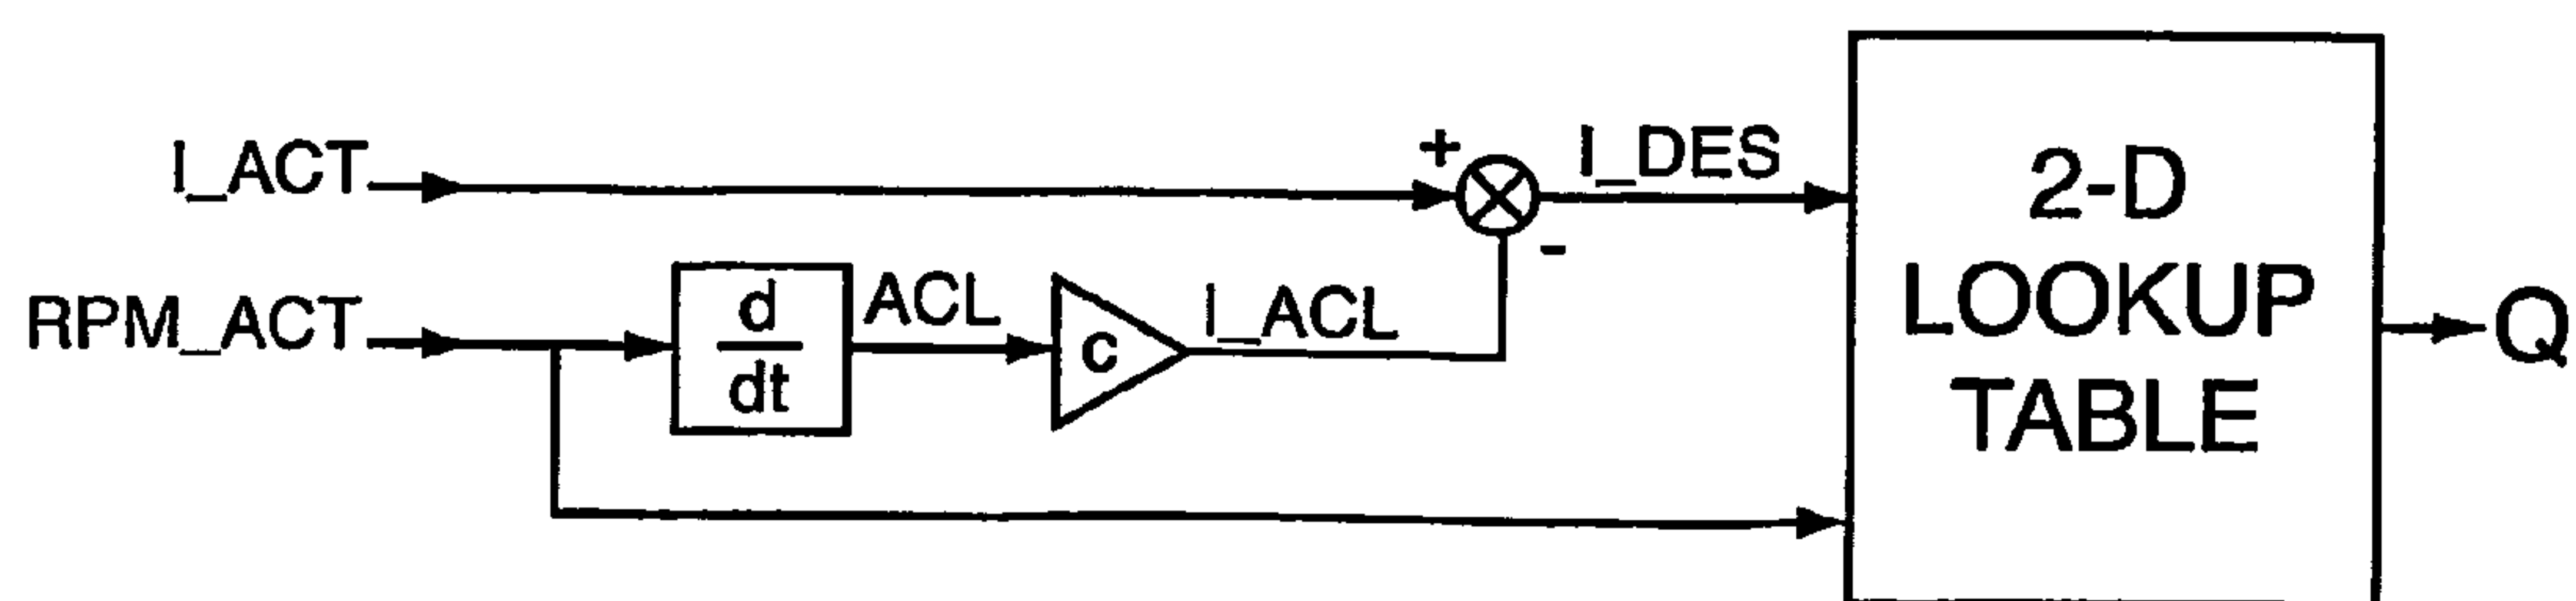 I_ACT
+
I_DES
-
RPM_ACT
d
dt
ACL
c
I_ACL
2-D
LOOKUP
TABLE
Q